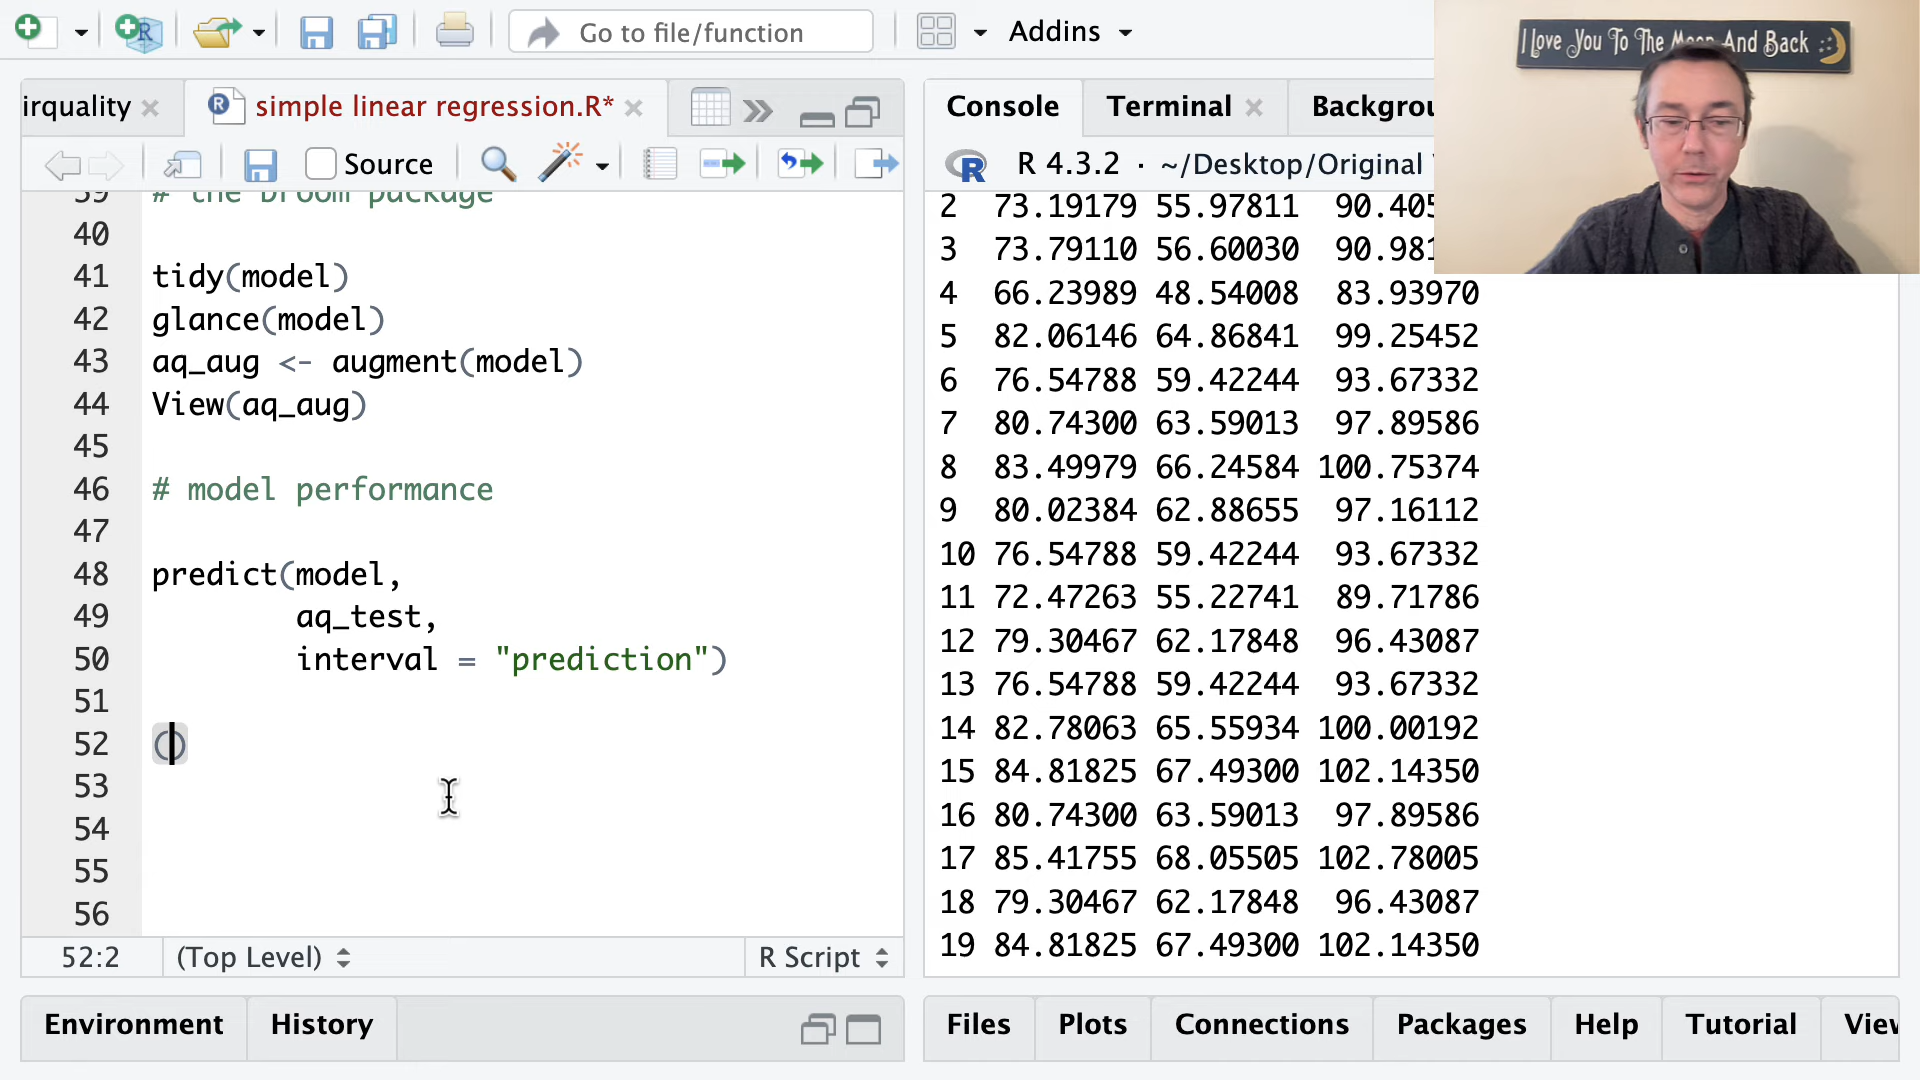 Go to file/function
Addins
I Love You To The Moon And Back
irquality
simple linear regression.R*
Console
Terminal
Source
R 4.3.2 · ~/Desktop/Original
39 # the broom package
40
41 tidy(model)
42 glance(model)
43 aq_aug <- augment(model)
44 View(aq_aug)
45
46 # model performance
47
48 predict(model,
49 aq_test,
50 interval = "prediction")
51
52 ()
53
54
55
56
52:2
(Top Level)
R Script
2 73.19179 55.97811
3 73.79110 56.60030
4 66.23989 48.54008 83.93970
5 82.06146 64.86841 99.25452
6 76.54788 59.42244 93.67332
7 80.74300 63.59013 97.89586
8 83.49979 66.24584 100.75374
9 80.02384 62.88655 97.16112
10 76.54788 59.42244 93.67332
11 72.47263 55.22741 89.71786
12 79.30467 62.17848 96.43087
13 76.54788 59.42244 93.67332
14 82.78063 65.55934 100.00192
15 84.81825 67.49300 102.14350
16 80.74300 63.59013 97.89586
17 85.41755 68.05505 102.78005
18 79.30467 62.17848 96.43087
19 84.81825 67.49300 102.14350
Environment
History
Files
Plots
Connections
Packages
Help
Tutorial